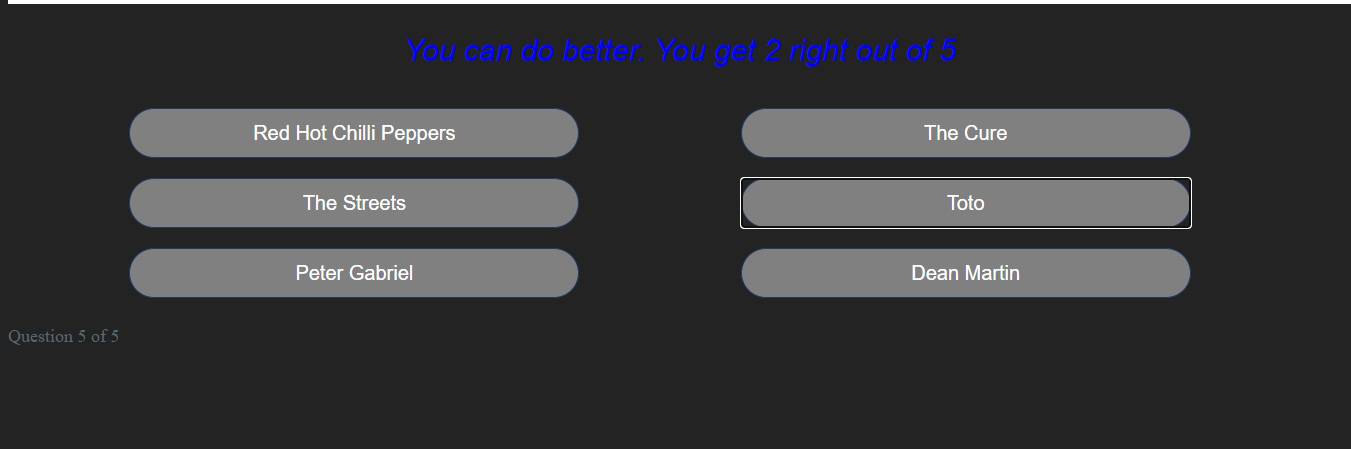 You can do better. You get 2 right out of 5
Red Hot Chilli Peppers
The Cure
The Streets
Toto
Peter Gabriel
Dean Martin
Question 5 of 5